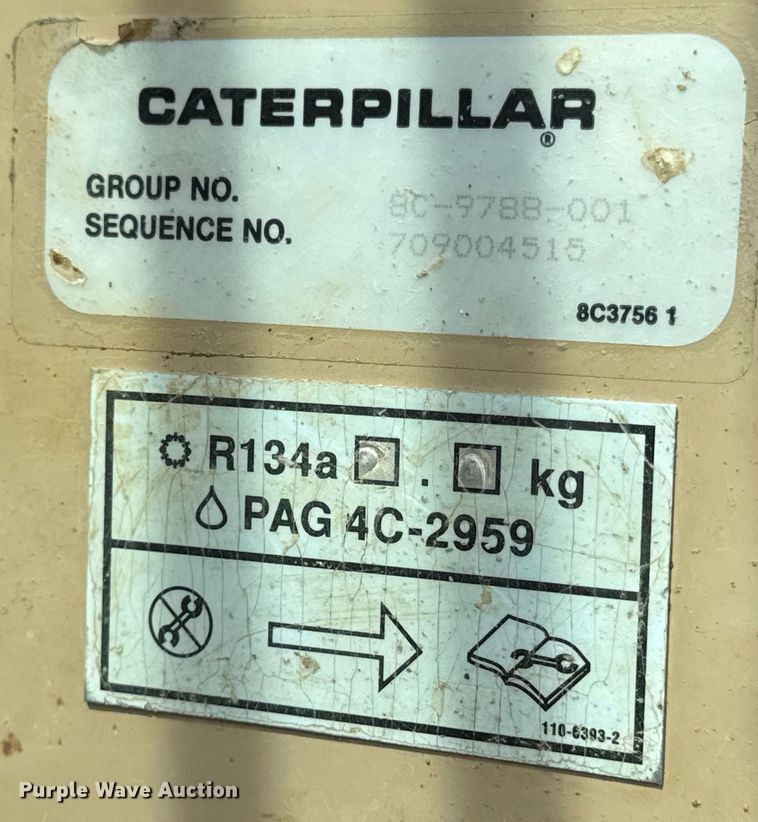 CATERPILLAR
®
GROUP NO. 8C-9788-001
SEQUENCE NO. 709004515
8C3756 1
R134a . kg
PAG 4C-2959
110-6393-2
Purple Wave Auction